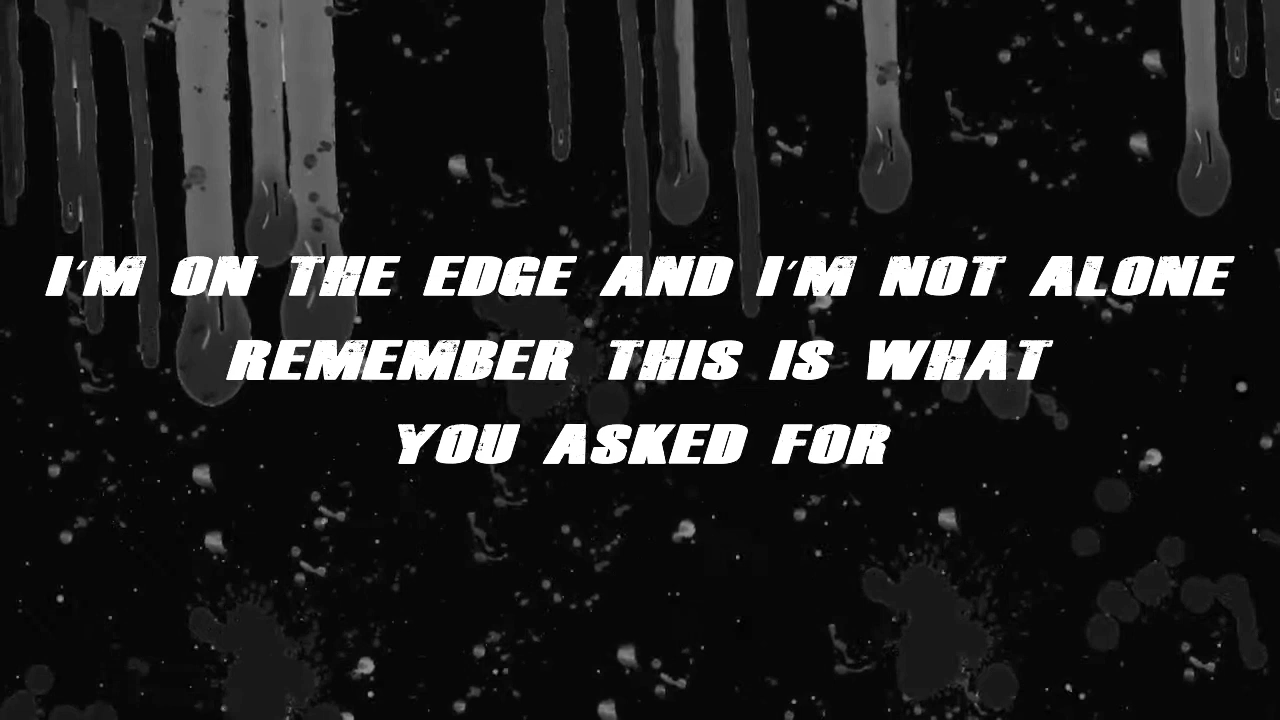 I'M ON THE EDGE AND I'M NOT ALONE
REMEMBER THIS IS WHAT
YOU ASKED FOR